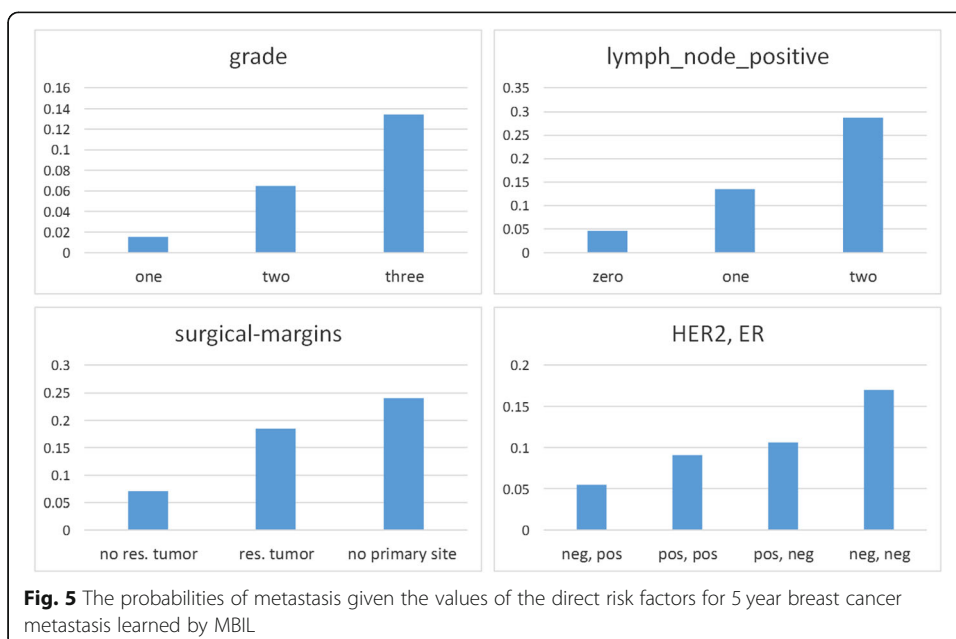 grade
0.16
0.14
0.12
0.1
0.08
0.06
0.04
0.02
0
one two three
lymph_node_positive
0.35
0.3
0.25
0.2
0.15
0.1
0.05
0
zero one two
surgical-margins
0.3
0.25
0.2
0.15
0.1
0.05
0
no res. tumor res. tumor no primary site
HER2, ER
0.2
0.15
0.1
0.05
0
neg, pos pos, pos pos, neg neg, neg
Fig. 5 The probabilities of metastasis given the values of the direct risk factors for 5 year breast cancer
metastasis learned by MBIL